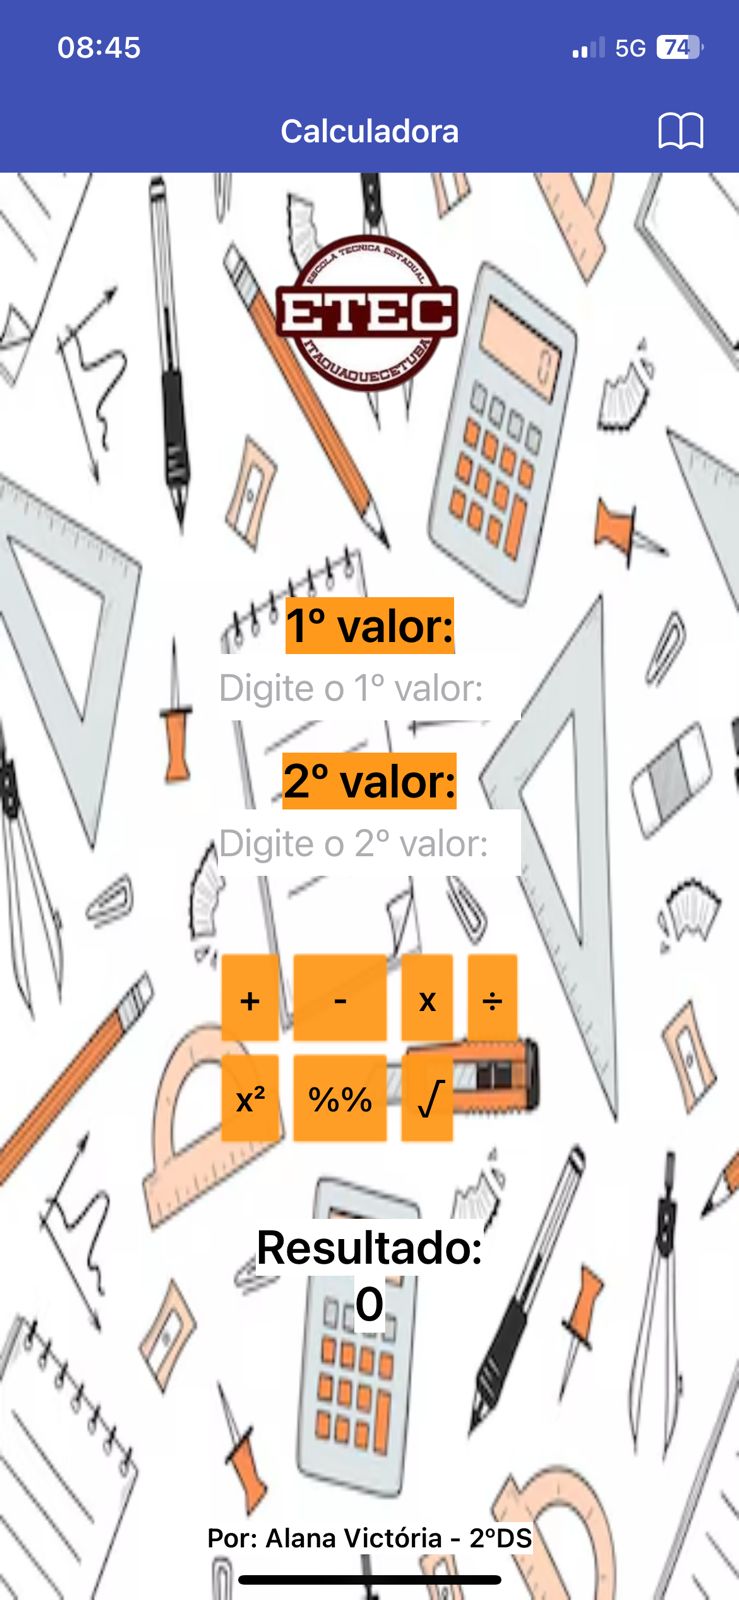 08:45
5G 74
Calculadora
ESCOLA TECNICA ESTADUAL
ETEC
ITAQUAQUECETUBA
0
1º valor:
Digite o 1º valor:
2º valor:
Digite o 2º valor:
+ - x ÷
x² %% √
Resultado:
0
Por: Alana Victória - 2ºDS